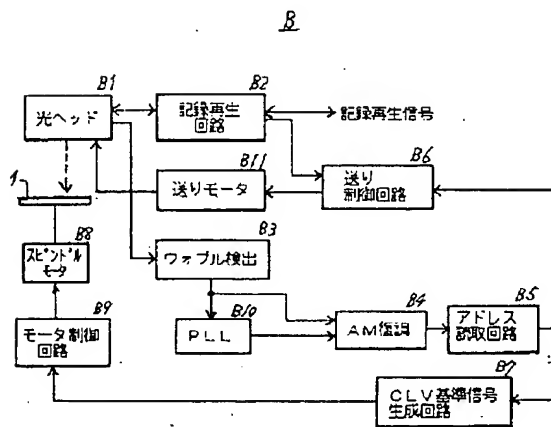 B
B1
光ヘッド
B2
記録再生
回路
記録再生信号
B11
送りモータ
B6
送り
制御回路
1
B8
スピンドル
モータ
B3
ウォブル検出
B9
モータ制御
回路
B10
PLL
B4
AM復調
B5
アドレス
読取回路
B7
CLV基準信号
生成回路